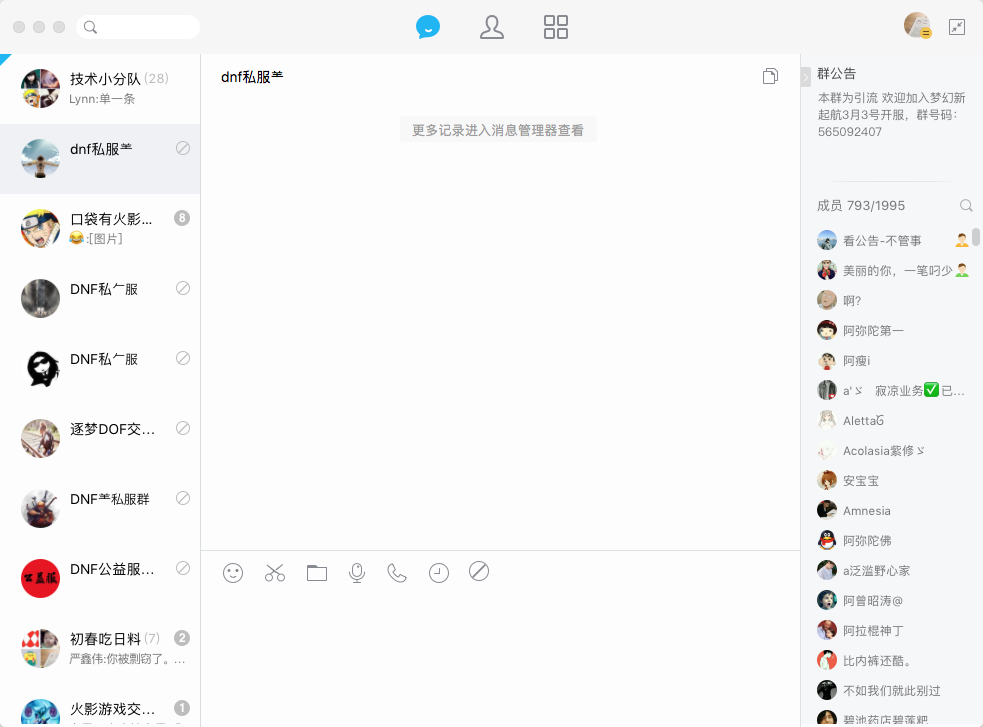 技术小分队 (28)
Lynn:单一条
dnf私服⺷
口袋有火影...
8
😂:[图片]
DNF私⺈服
DNF私⺈服
逐梦DOF交...
DNF⺷私服群
DNF公益服...
初春吃日料 (7)
2
严鑫伟:你被剽窃了。...
火影游戏交...
1
dnf私服⺷
更多记录进入消息管理器查看
群公告
本群为引流 欢迎加入梦幻新
起航3月3号开服，群号码：
565092407
成员 793/1995
看公告-不管事
美丽的你，一笔叼少
啊?
阿弥陀第一
阿瘦i
a'ゞ 寂凉业务✅已...
Aletta
Acolasia紫修ゞ
安宝宝
Amnesia
阿弥陀佛
a泛滥野心家
阿曾昭涛@
阿拉棍神丁
比内裤还酷。
不如我们就此别过
碧池药店碧莲粑